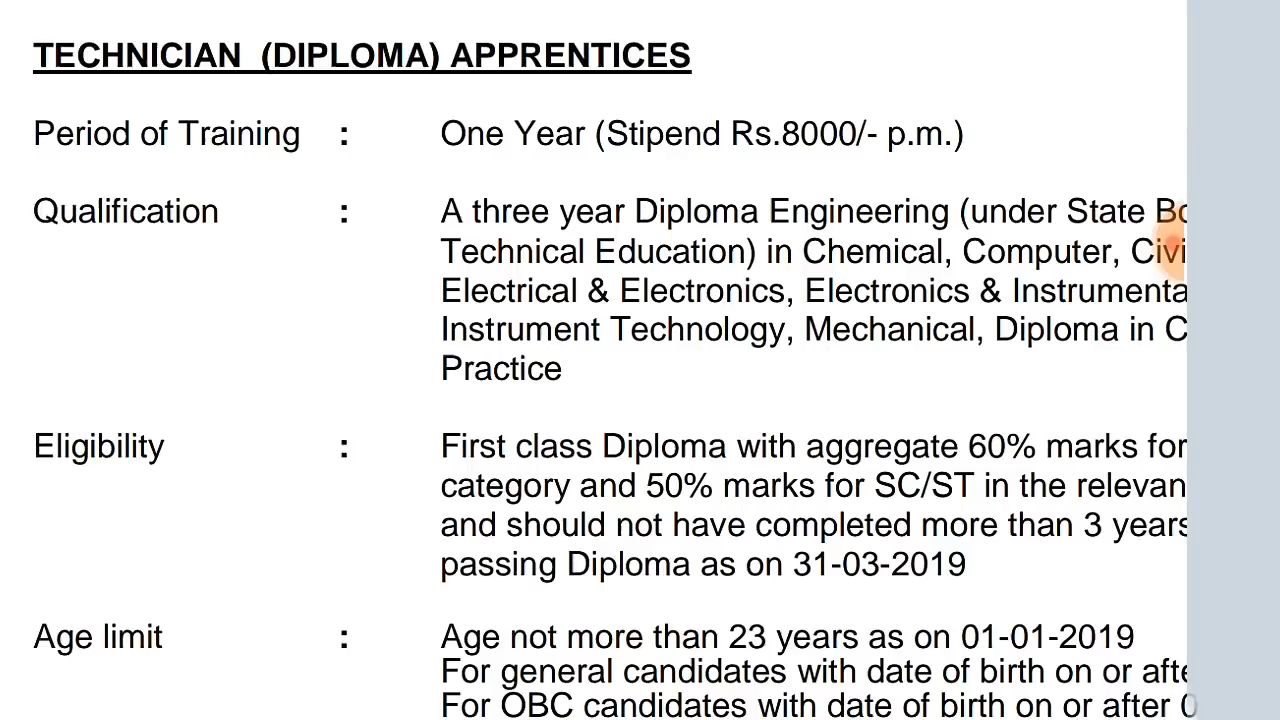 TECHNICIAN (DIPLOMA) APPRENTICES
Period of Training : One Year (Stipend Rs.8000/- p.m.)
Qualification : A three year Diploma Engineering (under State
Technical Education) in Chemical, Computer,
Electrical & Electronics, Electronics &
Instrument Technology, Mechanical, Diploma in
Practice
Eligibility : First class Diploma with aggregate 60% marks for
category and 50% marks for SC/ST in the
and should not have completed more than 3 years
passing Diploma as on 31-03-2019
Age limit : Age not more than 23 years as on 01-01-2019
For general candidates with date of birth on or
For OBC candidates with date of birth on or after